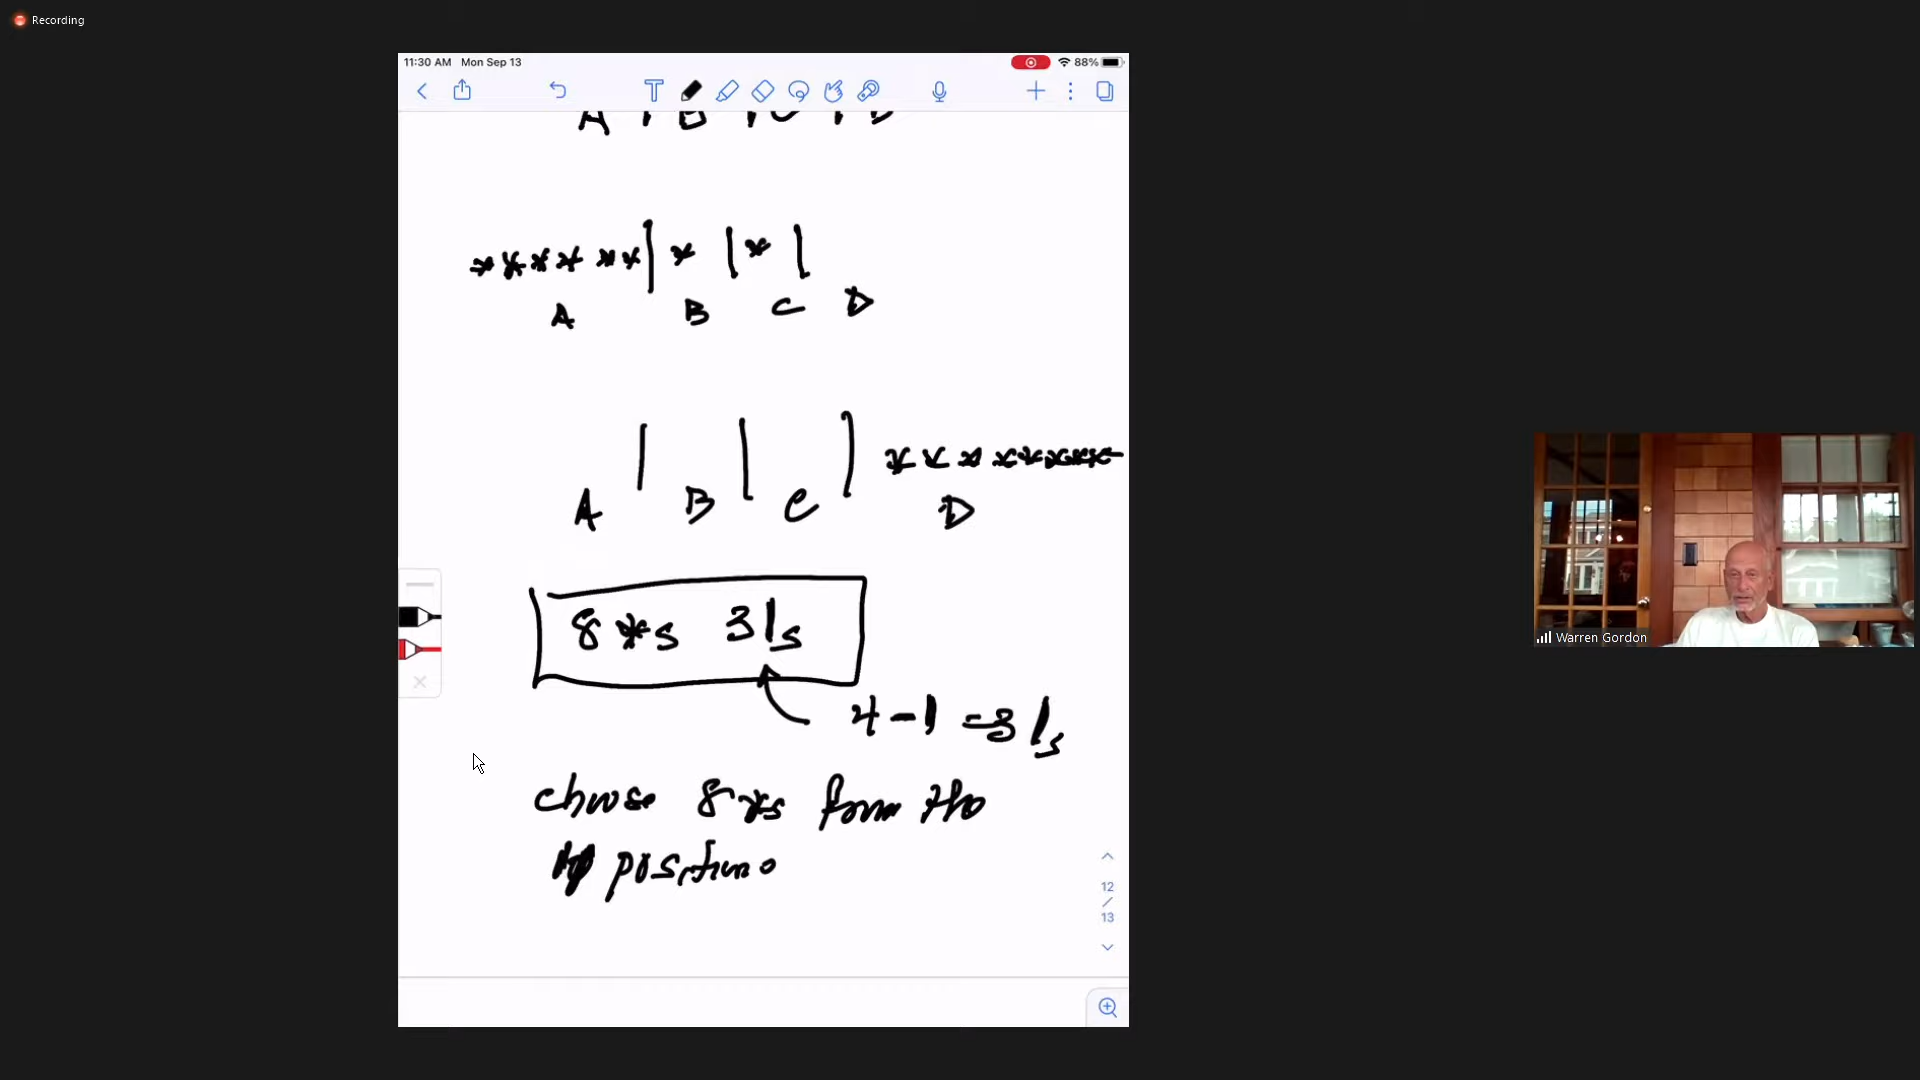 Recording
11:30 AM Mon Sep 13
88%
T
A | B | C | D
* * * * * * | * | * |
A B C D
| | | * * * * * * * *
A B C D
8 *s 3 |s
4 - 1 = 3 |s
choose 8 *s from the
positions
12
/
13
Warren Gordon